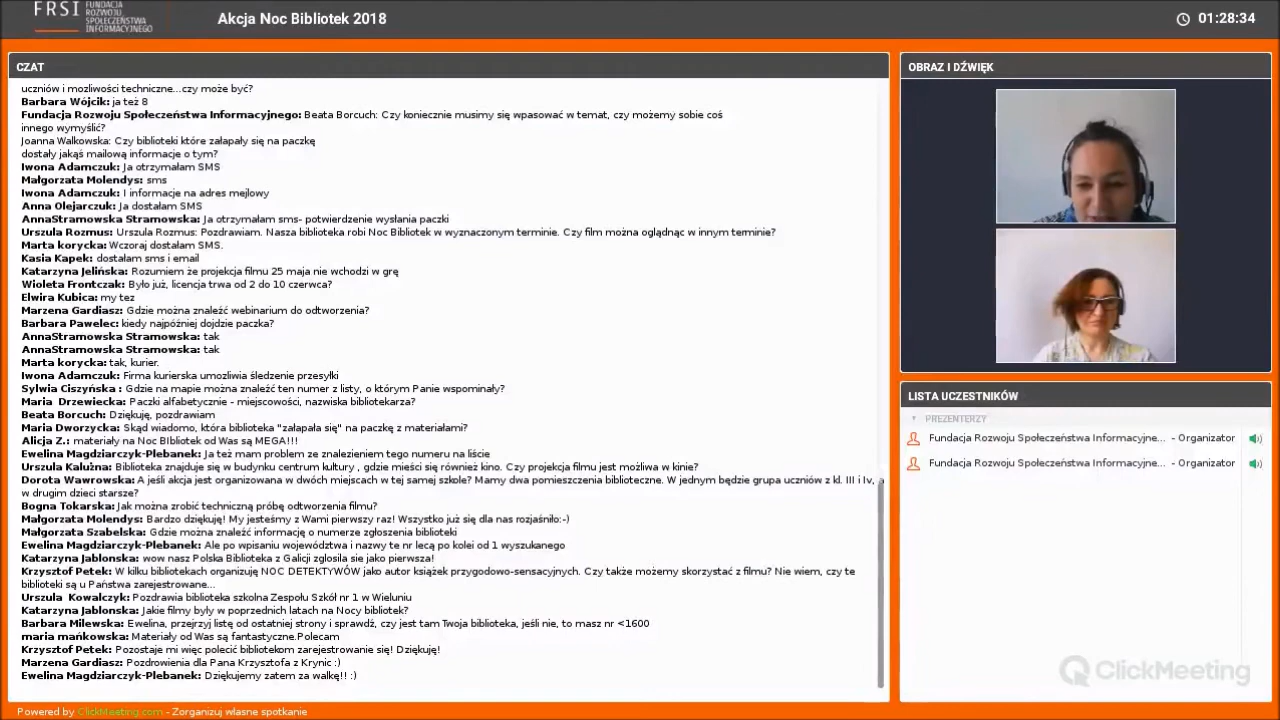 FRSI FUNDACJA
ROZWOJU
SPOŁECZEŃSTWA
INFORMACYJNEGO
Akcja Noc Bibliotek 2018
01:28:34
CZAT
uczniów i mozliwości techniczne...czy może być?
Barbara Wójcik: ja też 8
Fundacja Rozwoju Społeczeństwa Informacyjnego: Beata Borcuch: Czy koniecznie musimy się wpasować w temat, czy możemy sobie coś
innego wymyślić?
Joanna Walkowska: Czy biblioteki które załapały się na paczkę
dostały jakąś mailową informacje o tym?
Iwona Adamczuk: Ja otrzymałam SMS
Małgorzata Molendys: sms
Iwona Adamczuk: I informacje na adres mejlowy
Anna Olejarczuk: Ja dostałam SMS
AnnaStramowska Stramowska: Ja otrzymałam sms- potwierdzenie wysłania paczki
Urszula Rozmus: Urszula Rozmus: Pozdrawiam. Nasza biblioteka robi Noc Bibliotek w wyznaczonym terminie. Czy film można oglądnąc w innym terminie?
Marta korycka: Wczoraj dostałam SMS.
Kasia Kapek: dostałam sms i email
Katarzyna Jelińska: Rozumiem że projekcja filmu 25 maja nie wchodzi w grę
Wioleta Frontczak: Było już, licencja trwa od 2 do 10 czerwca?
Elwira Kubica: my tez
Marzena Gardiasz: Gdzie można znaleźć webinarium do odtworzenia?
Barbara Pawelec: kiedy najpóźniej dojdzie paczka?
AnnaStramowska Stramowska: tak
AnnaStramowska Stramowska: tak
Marta korycka: tak, kurier.
Iwona Adamczuk: Firma kurierska umozliwia śledzenie przesyłki
Sylwia Ciszyńska : Gdzie na mapie można znaleźć ten numer z listy, o którym Panie wspominały?
Maria Drzewiecka: Paczki alfabetycznie - miejscowości, nazwiska bibliotekarza?
Beata Borcuch: Dziękuję, pozdrawiam
Maria Dworzycka: Skąd wiadomo, która biblioteka "załapała się" na paczkę z materiałami?
Alicja Z.: materiały na Noc BIbliotek od Was są MEGA!!!
Ewelina Magdziarczyk-Plebanek: Ja też mam problem ze znalezieniem tego numeru na liście
Urszula Kalużna: Biblioteka znajduje się w budynku centrum kultury , gdzie mieści się również kino. Czy projekcja filmu jest możliwa w kinie?
Dorota Wawrowska: A jeśli akcja jest organizowana w dwóch miejscach w tej samej szkole? Mamy dwa pomieszczenia biblioteczne. W jednym będzie grupa uczniów z kl. III i IV, a
w drugim dzieci starsze?
Bogna Tokarska: Jak można zrobić techniczną próbę odtworzenia filmu?
Małgorzata Molendys: Bardzo dziękuję! My jesteśmy z Wami pierwszy raz! Wszystko już się dla nas rozjaśniło:-)
Małgorzata Szabelska: Gdzie można znaleźć informację o numerze zgłoszenia biblioteki
Ewelina Magdziarczyk-Plebanek: Ale po wpisaniu województwa i nazwy te nr lecą po kolei od 1 wyszukanego
Katarzyna Jablonska: wow nasz Polska Biblioteka z Galicji zglosila sie jako pierwsza!
Krzysztof Petek: W kilku bibliotekach organizuję NOC DETEKTYWÓW jako autor książek przygodowo-sensacyjnych. Czy także możemy skorzystać z filmu? Nie wiem, czy te
biblioteki są u Państwa zarejestrowane...
Urszula Kowalczyk: Pozdrawia biblioteka szkolna Zespołu Szkół nr 1 w Wieluniu
Katarzyna Jablonska: Jakie filmy były w poprzednich latach na Nocy bibliotek?
Barbara Milewska: Ewelina, przejrzyj listę od ostatniej strony i sprawdź, czy jest tam Twoja biblioteka, jeśli nie, to masz nr <1600
maria mańkowska: Materiały od Was są fantastyczne.Polecam
Krzysztof Petek: Pozostaje mi więc polecić bibliotekom zarejestrowanie się! Dziękuję!
Marzena Gardiasz: Pozdrowienia dla Pana Krzysztofa z Krynic :)
Ewelina Magdziarczyk-Plebanek: Dziękujemy zatem za walkę!! :)
OBRAZ I DŹWIĘK
LISTA UCZESTNIKÓW
PREZENTERZY
Fundacja Rozwoju Społeczeństwa Informacyjne... - Organizator
Fundacja Rozwoju Społeczeństwa Informacyjne... - Organizator
ClickMeeting
Powered by ClickMeeting.com - Zorganizuj własne spotkanie